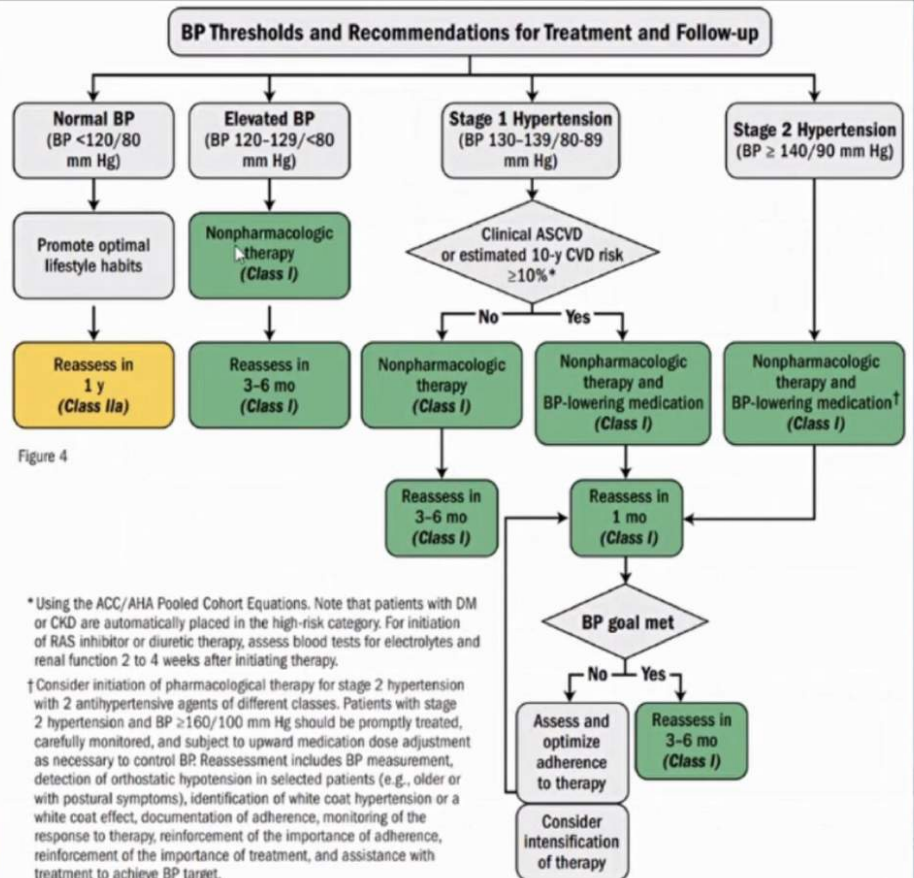 BP Thresholds and Recommendations for Treatment and Follow-up
Normal BP
(BP <120/80
mm Hg)
Elevated BP
(BP 120-129/<80
mm Hg)
Stage 1 Hypertension
(BP 130-139/80-89
mm Hg)
Stage 2 Hypertension
(BP ≥ 140/90 mm Hg)
Promote optimal
lifestyle habits
Nonpharmacologic
therapy
(Class I)
Clinical ASCVD
or estimated 10-y CVD risk
≥10%*
No
Yes
Reassess in
1 y
(Class IIa)
Reassess in
3-6 mo
(Class I)
Nonpharmacologic
therapy
(Class I)
Nonpharmacologic
therapy and
BP-lowering medication
(Class I)
Nonpharmacologic
therapy and
BP-lowering medication†
(Class I)
Figure 4
Reassess in
3-6 mo
(Class I)
Reassess in
1 mo
(Class I)
BP goal met
No
Yes
Assess and
optimize
adherence
to therapy
Reassess in
3-6 mo
(Class I)
Consider
intensification
of therapy
*Using the ACC/AHA Pooled Cohort Equations. Note that patients with DM
or CKD are automatically placed in the high-risk category. For initiation
of RAS inhibitor or diuretic therapy, assess blood tests for electrolytes and
renal function 2 to 4 weeks after initiating therapy.
†Consider initiation of pharmacological therapy for stage 2 hypertension
with 2 antihypertensive agents of different classes. Patients with stage
2 hypertension and BP ≥160/100 mm Hg should be promptly treated,
carefully monitored, and subject to upward medication dose adjustment
as necessary to control BP. Reassessment includes BP measurement,
detection of orthostatic hypotension in selected patients (e.g., older or
with postural symptoms), identification of white coat hypertension or a
white coat effect, documentation of adherence, monitoring of the
response to therapy, reinforcement of the importance of adherence,
reinforcement of the importance of treatment, and assistance with
treatment to achieve BP target.